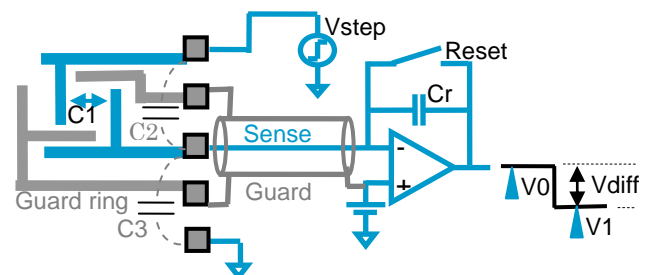 Vstep
Reset
C1
C2
Cr
Sense
-
+
Guard
Guard ring
C3
V0
Vdiff
V1